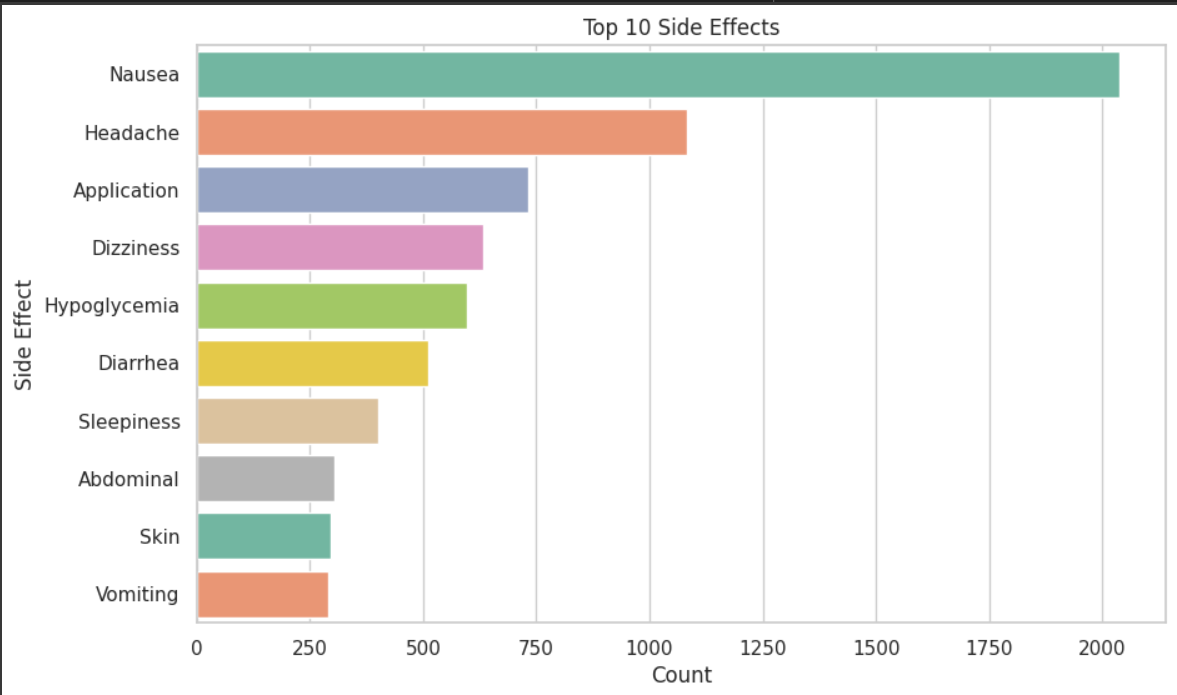 Top 10 Side Effects
Nausea
Headache
Application
Dizziness
Hypoglycemia
Diarrhea
Sleepiness
Abdominal
Skin
Vomiting
Side Effect
0 250 500 750 1000 1250 1500 1750 2000
Count